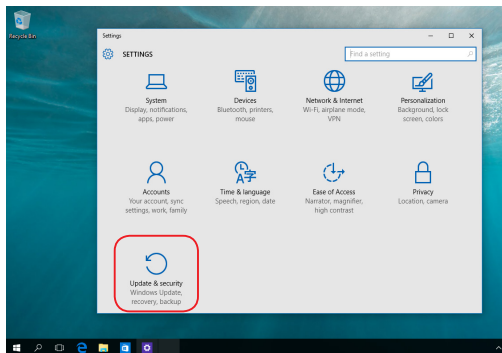 Recycle Bin
Settings
SETTINGS
Find a setting
System
Display, notifications,
apps, power
Devices
Bluetooth, printers,
mouse
Network & Internet
Wi-Fi, airplane mode,
VPN
Personalization
Background, lock
screen, colors
Accounts
Your account, sync
settings, work, family
Time & language
Speech, region, date
Ease of Access
Narrator, magnifier,
high contrast
Privacy
Location, camera
Update & security
Windows Update,
recovery, backup